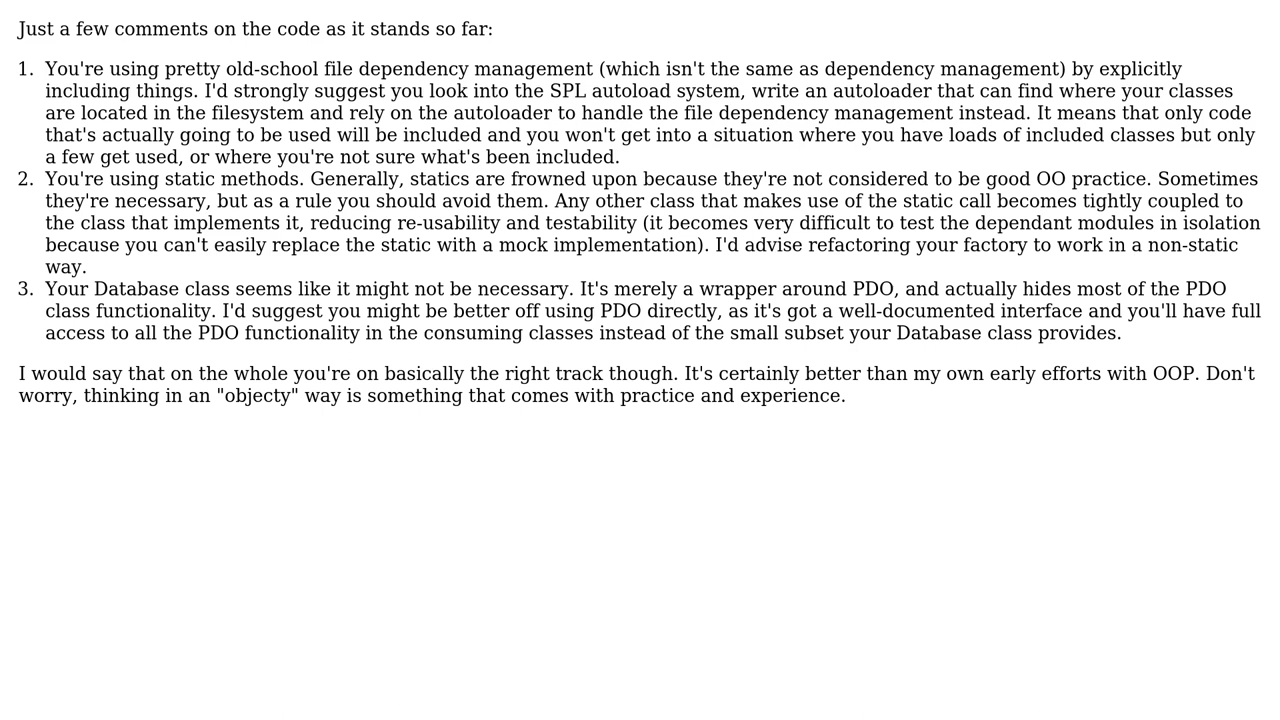 Just a few comments on the code as it stands so far:
1. You're using pretty old-school file dependency management (which isn't the same as dependency management) by explicitly
including things. I'd strongly suggest you look into the SPL autoload system, write an autoloader that can find where your classes
are located in the filesystem and rely on the autoloader to handle the file dependency management instead. It means that only code
that's actually going to be used will be included and you won't get into a situation where you have loads of included classes but only
a few get used, or where you're not sure what's been included.
2. You're using static methods. Generally, statics are frowned upon because they're not considered to be good OO practice. Sometimes
they're necessary, but as a rule you should avoid them. Any other class that makes use of the static call becomes tightly coupled to
the class that implements it, reducing re-usability and testability (it becomes very difficult to test the dependant modules in isolation
because you can't easily replace the static with a mock implementation). I'd advise refactoring your factory to work in a non-static
way.
3. Your Database class seems like it might not be necessary. It's merely a wrapper around PDO, and actually hides most of the PDO
class functionality. I'd suggest you might be better off using PDO directly, as it's got a well-documented interface and you'll have full
access to all the PDO functionality in the consuming classes instead of the small subset your Database class provides.
I would say that on the whole you're on basically the right track though. It's certainly better than my own early efforts with OOP. Don't
worry, thinking in an "objecty" way is something that comes with practice and experience.